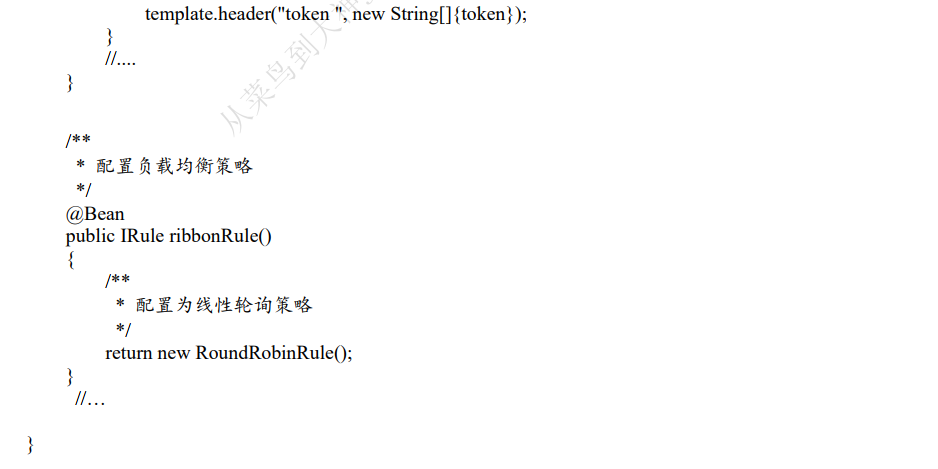 template.header("token ", new String[]{token});
}
//....
}
从菜鸟到大神
/**
* 配置负载均衡策略
*/
@Bean
public IRule ribbonRule()
{
/**
* 配置为线性轮询策略
*/
return new RoundRobinRule();
}
//…
}